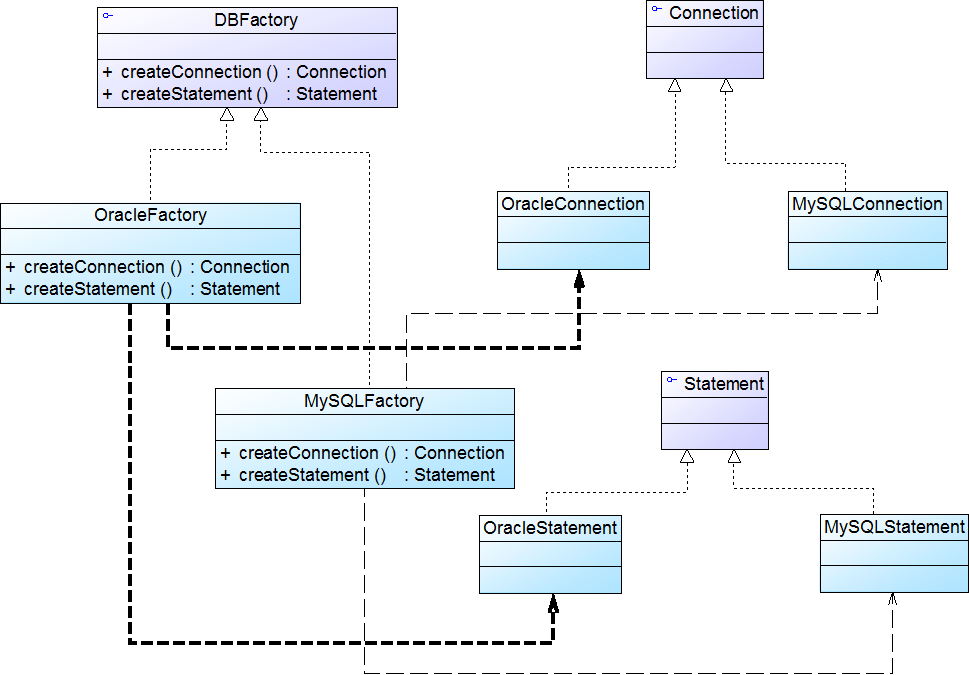 DBFactory
+ createConnection () : Connection
+ createStatement () : Statement
Connection
OracleFactory
+ createConnection () : Connection
+ createStatement () : Statement
OracleConnection
MySQLConnection
MySQLFactory
+ createConnection () : Connection
+ createStatement () : Statement
Statement
OracleStatement
MySQLStatement